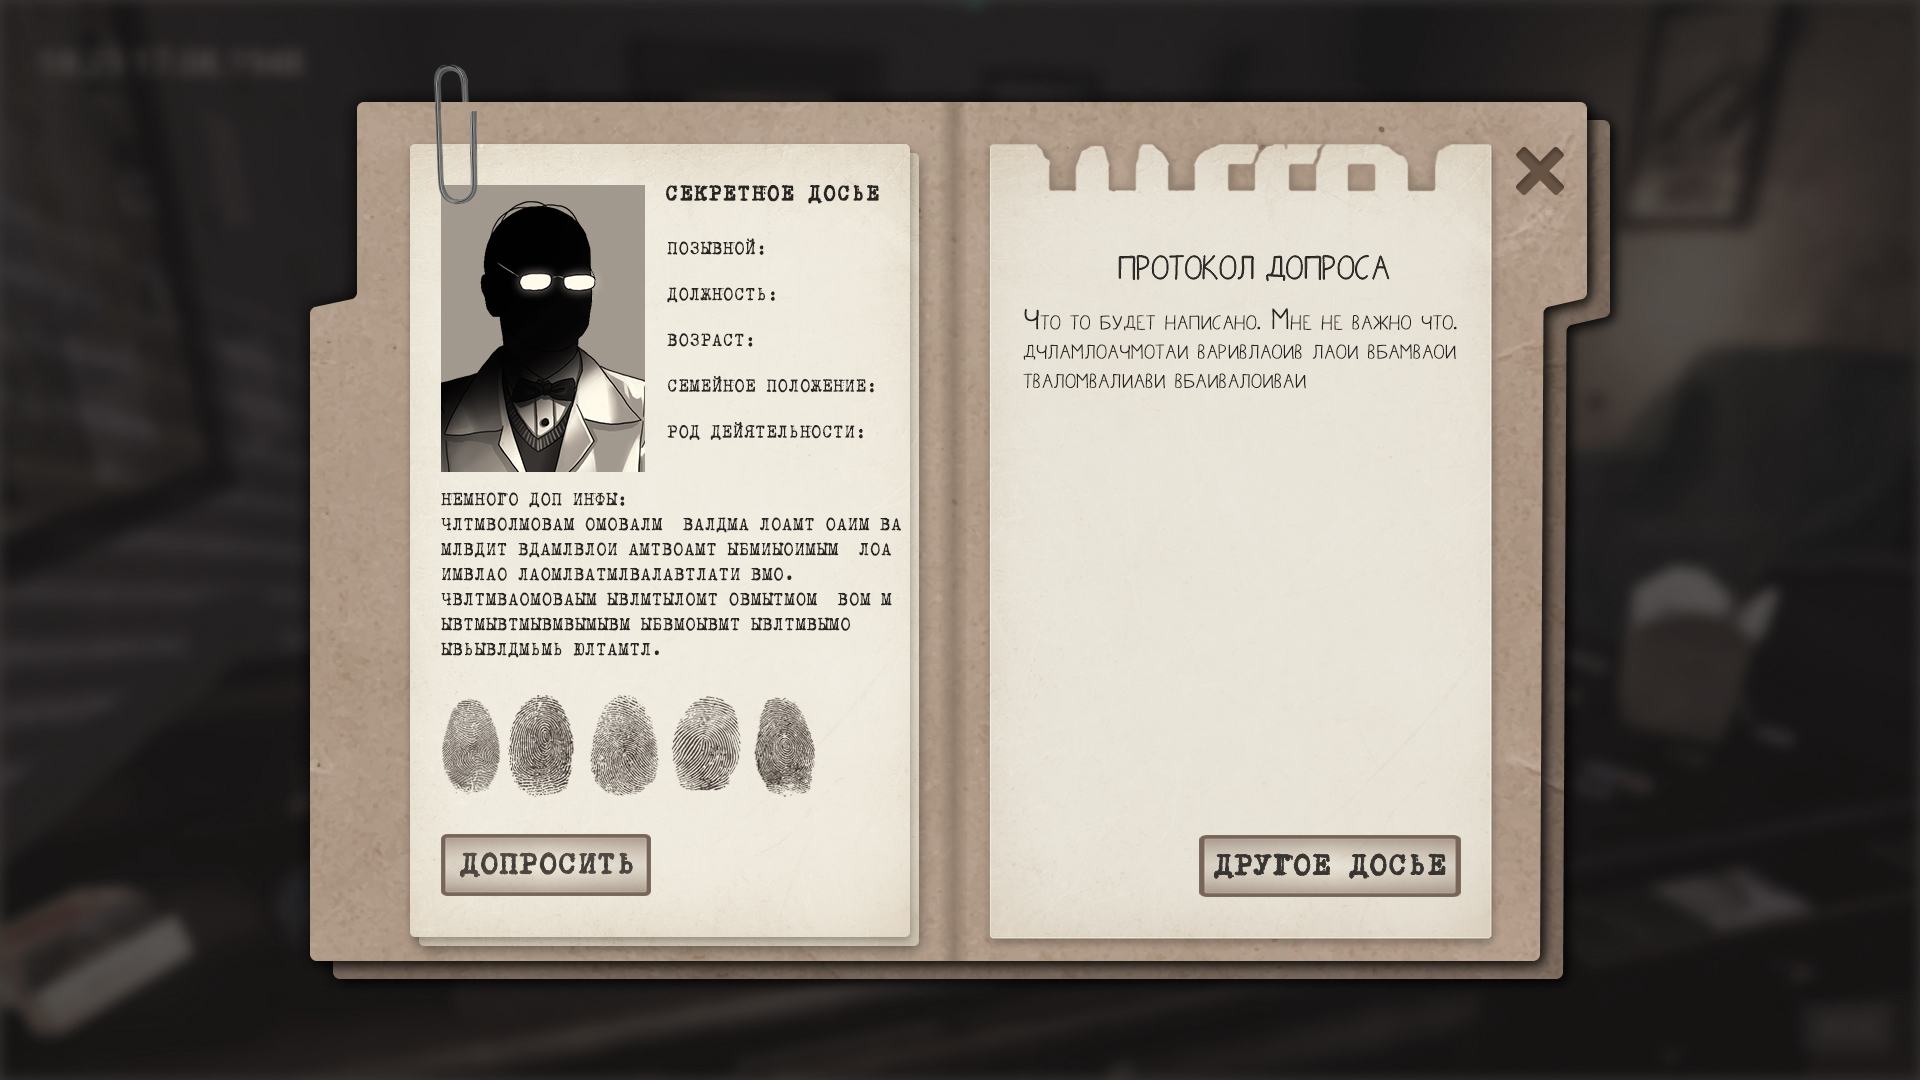 СЕКРЕТНОЕ ДОСЬЕ
ПОЗЫВНОЙ:
ДОЛЖНОСТЬ:
ВОЗРАСТ:
СЕМЕЙНОЕ ПОЛОЖЕНИЕ:
РОД ДЕЙЯТЕЛЬНОСТИ:
НЕМНОГО ДОП ИНФЫ:
ЧЛТМВОЛМОВАМ ОМОВАЛМ ВАЛДМА ЛОАМТ ОАИМ ВА
МЛВДИТ ВДАМЛВЛОИ АМТВОАМТ ЫБМИЫОИМЫМ ЛОА
ИМВЛАО ЛАОМЛВАТМЛВАЛАВТЛАТИ ВМО.
ЧВЛТМВАОМОВАЫМ ЫВЛМТЫЛОМТ ОВМЫТМОМ ВОМ М
ЫВТМЫВТМЫВМВЫМЫВМ ЫБВМОЫВМТ ЫВЛТМВЫМО
ЫВЬЫВЛДМЬМЬ ЮЛТАМТЛ.
ДОПРОСИТЬ
ПРОТОКОЛ ДОПРОСА
Что то будет написано. Мне не важно что.
дчламлоачмотаи варивлаоив лаои вбамваои
тваломвалиави вбаивалоиваи
ДРУГОЕ ДОСЬЕ